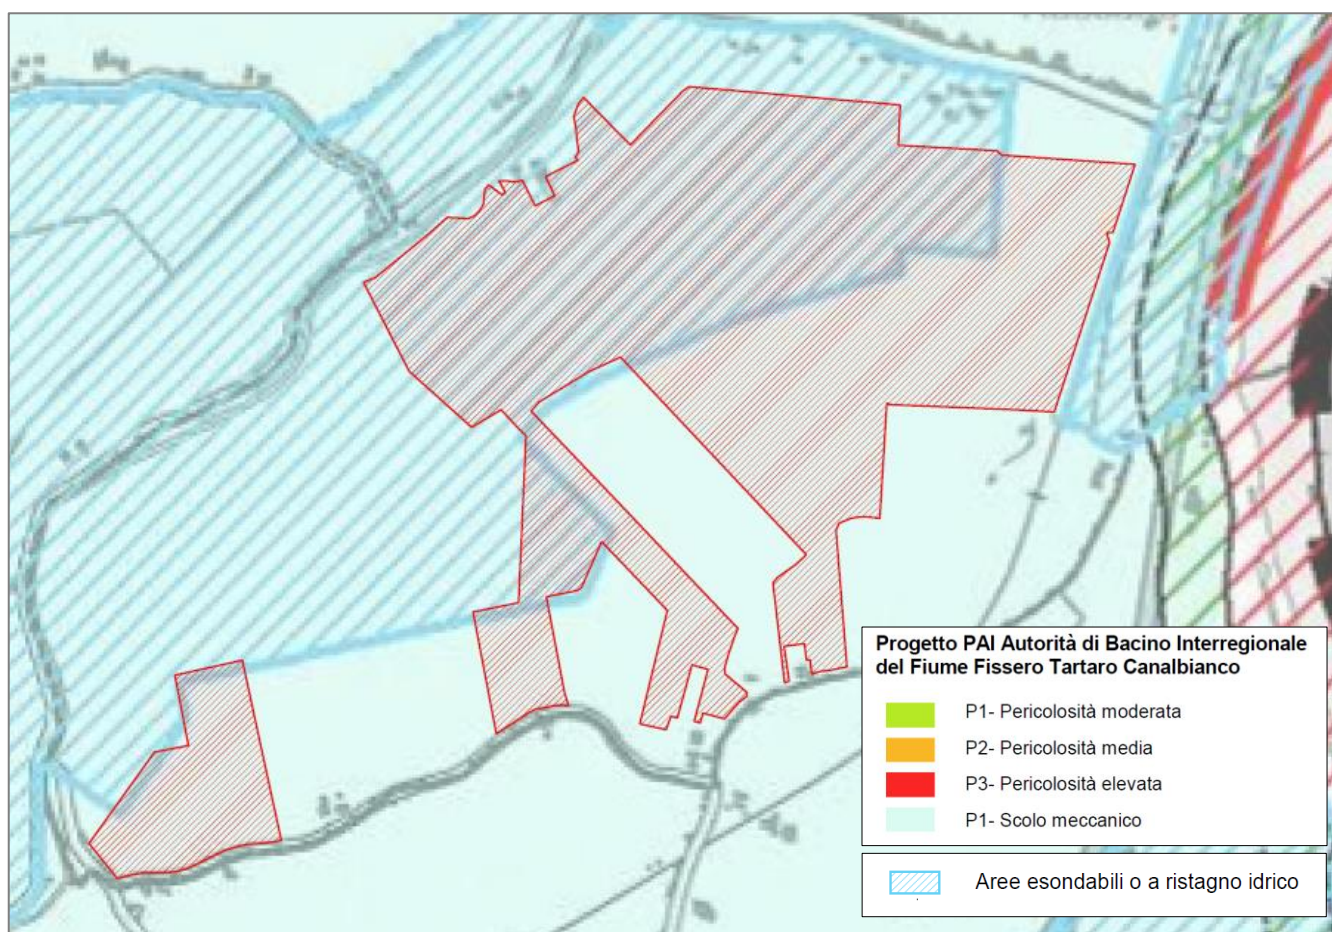 Progetto PAI Autorità di Bacino Interregionale
del Fiume Fissero Tartaro Canalbianco
P1- Pericolosità moderata
P2- Pericolosità media
P3- Pericolosità elevata
P1- Scolo meccanico
Aree esondabili o a ristagno idrico